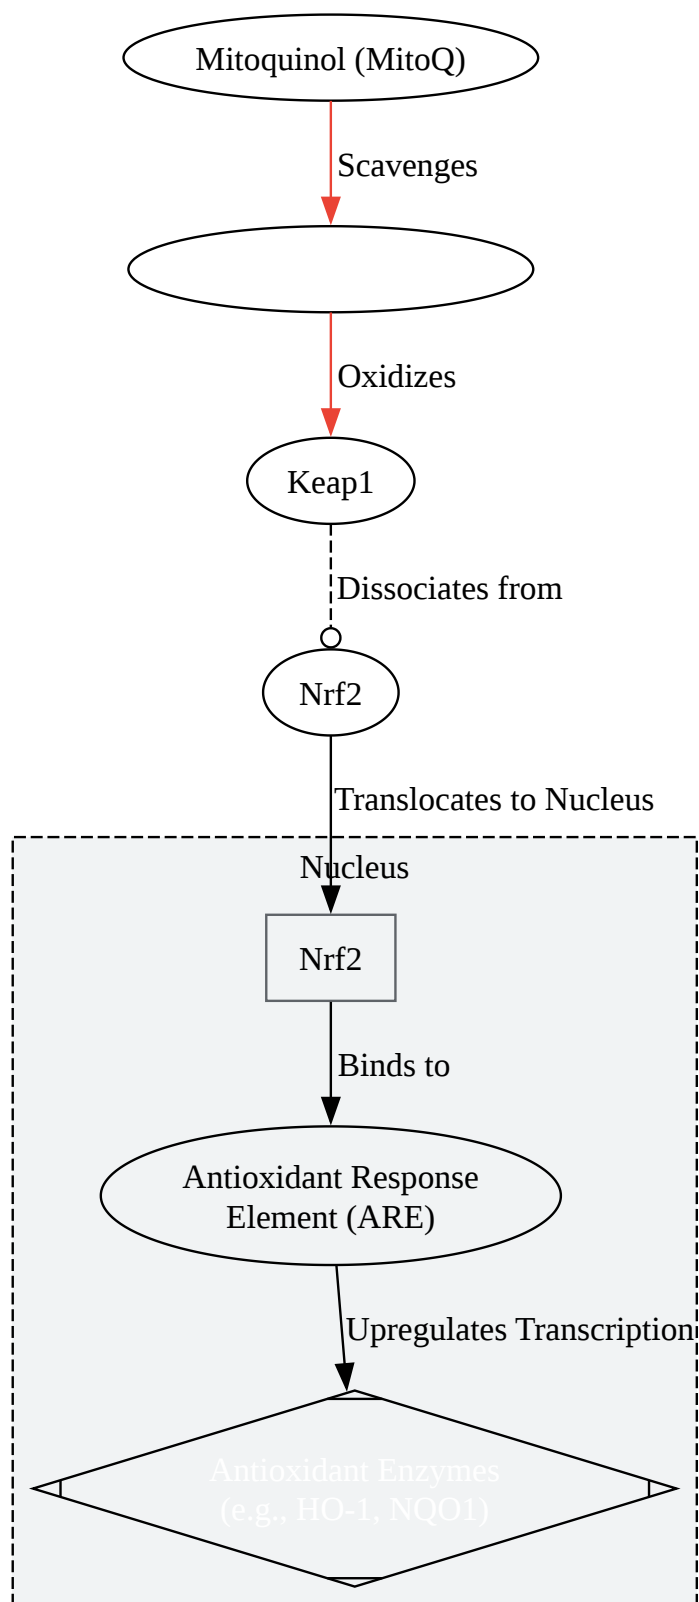 Mitoquinol (MitoQ)
Scavenges
Oxidizes
Keap1
Dissociates from
Nrf2
Translocates to Nucleus
Nucleus
Nrf2
Binds to
Antioxidant Response
Element (ARE)
Upregulates Transcription
Antioxidant Enzymes
(e.g., HO-1, NQO1)